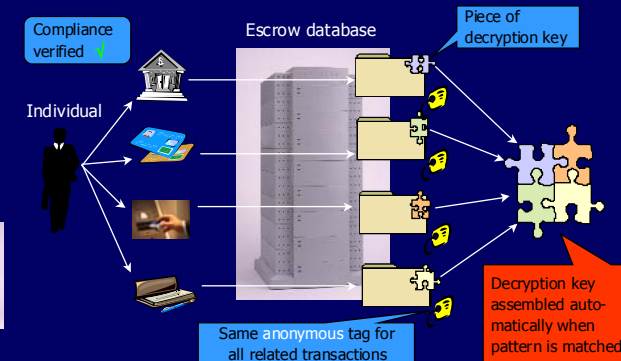 Compliance
verified √
Escrow database
Piece of
decryption key
Individual
Same anonymous tag for
all related transactions
Decryption key
assembled auto-
matically when
pattern is matched